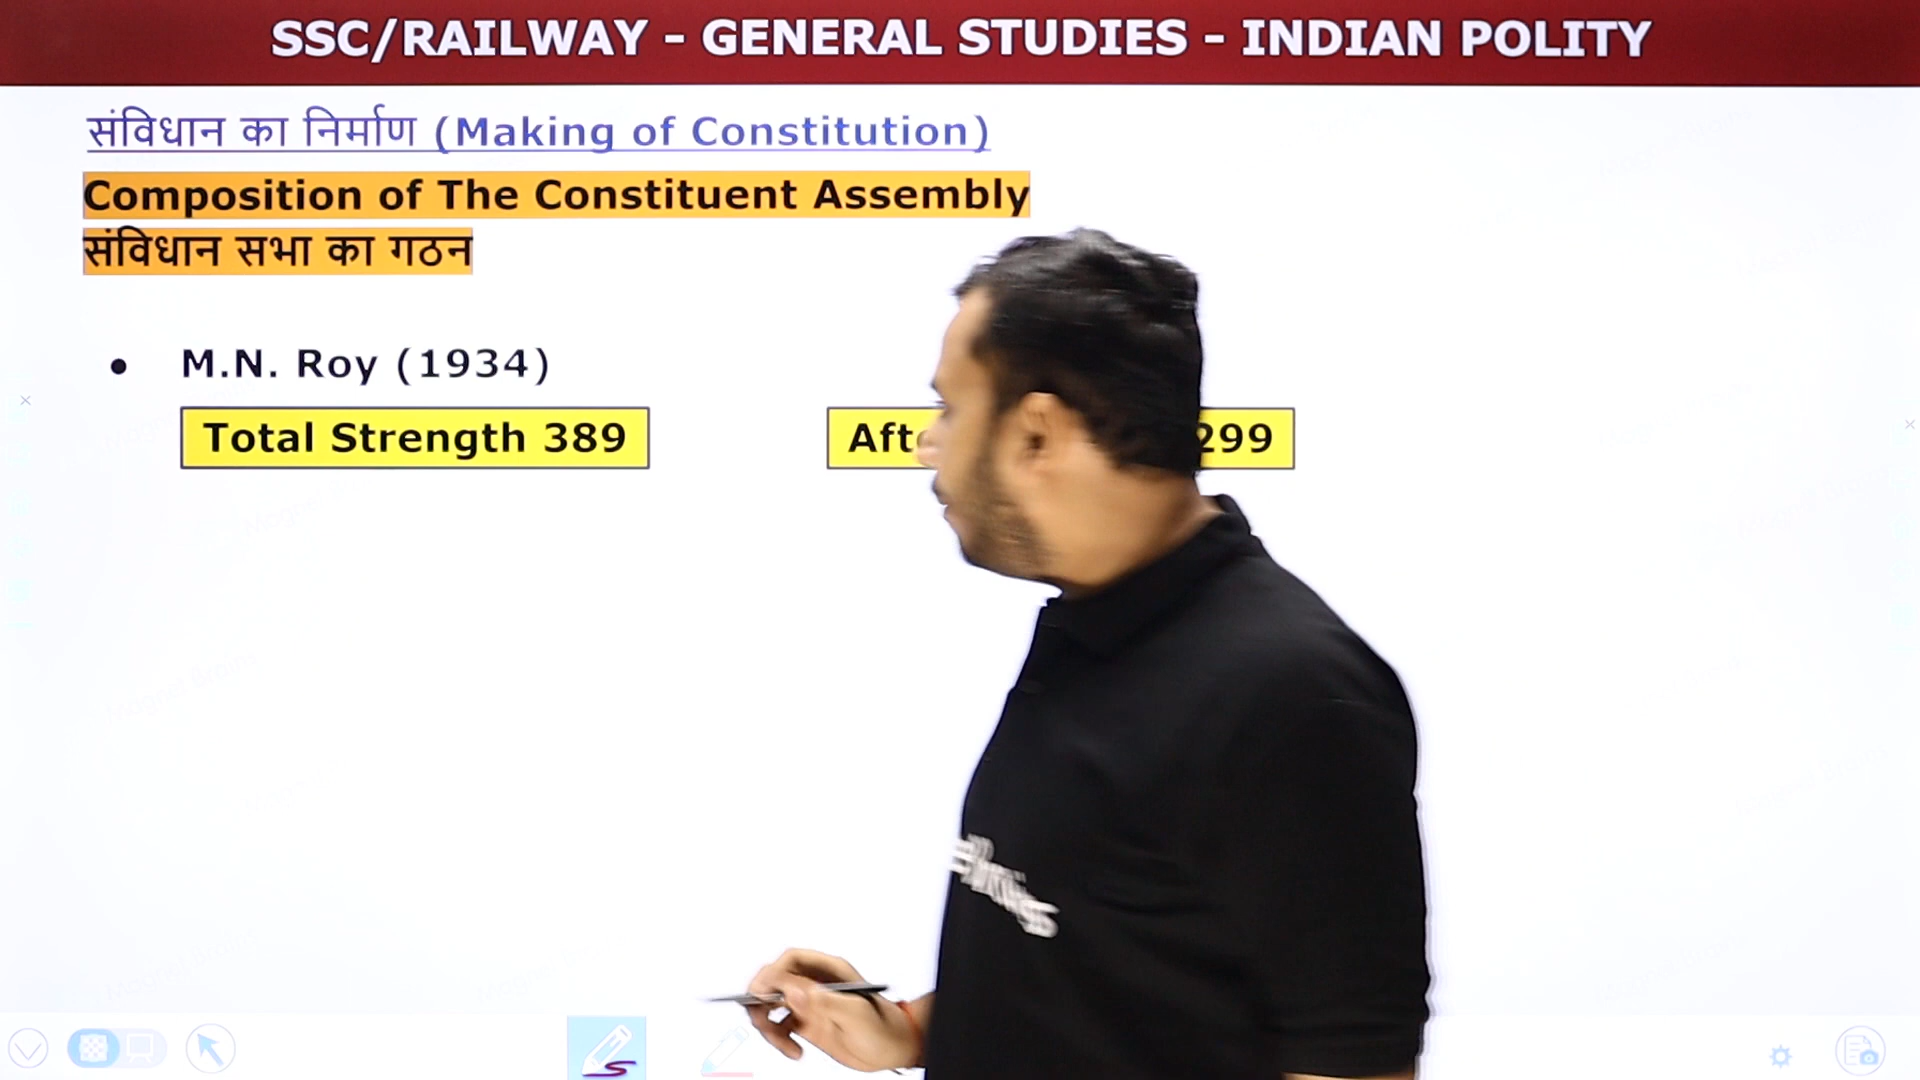 SSC/RAILWAY - GENERAL STUDIES - INDIAN POLITY
संविधान का निर्माण (Making of Constitution)
Composition of The Constituent Assembly
संविधान सभा का गठन
• M.N. Roy (1934)
Total Strength 389
299